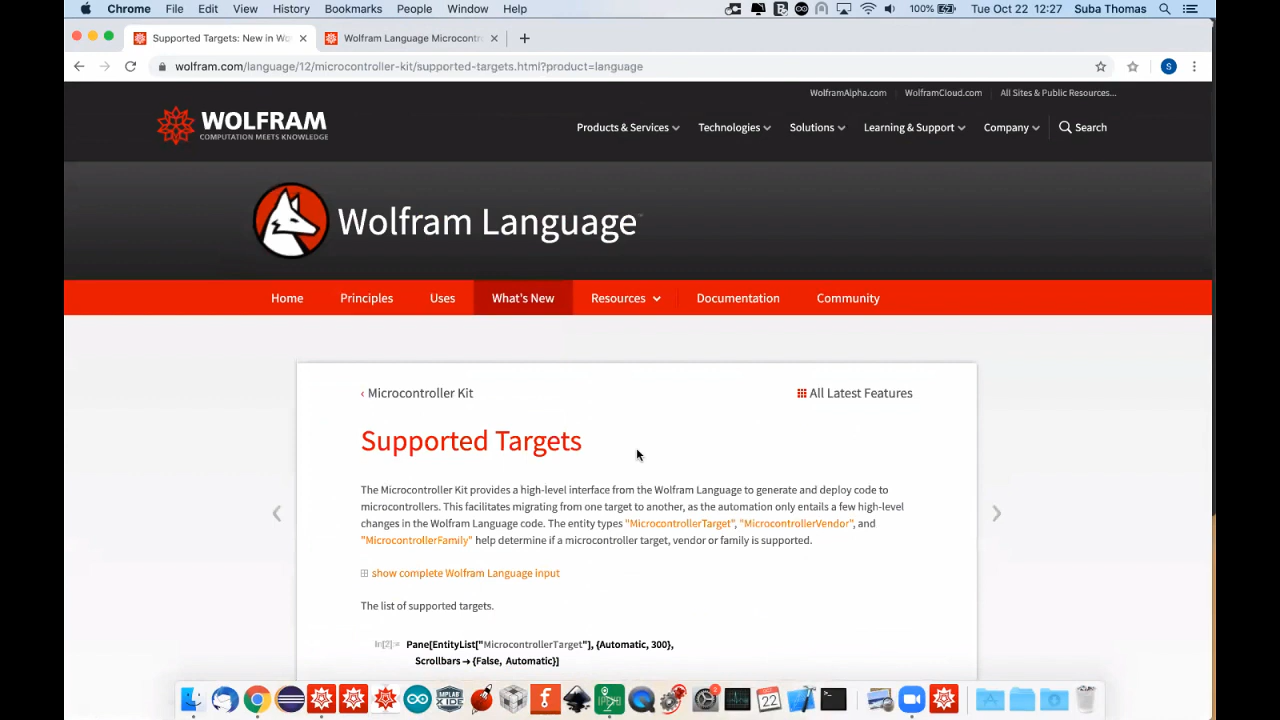 Chrome File Edit View History Bookmarks People Window Help 100% Tue Oct 22 12:27 Suba Thomas
Supported Targets: New in Wo
Wolfram Language Microcontr
wolfram.com/language/12/microcontroller-kit/supported-targets.html?product=language
S
WolframAlpha.com WolframCloud.com All Sites & Public Resources...
WOLFRAM
COMPUTATION MEETS KNOWLEDGE
Products & Services Technologies Solutions Learning & Support Company Search
Wolfram Language
Home Principles Uses What's New Resources Documentation Community
‹ Microcontroller Kit
All Latest Features
Supported Targets
The Microcontroller Kit provides a high-level interface from the Wolfram Language to generate and deploy code to
microcontrollers. This facilitates migrating from one target to another, as the automation only entails a few high-level
changes in the Wolfram Language code. The entity types "MicrocontrollerTarget", "MicrocontrollerVendor", and
"MicrocontrollerFamily" help determine if a microcontroller target, vendor or family is supported.
show complete Wolfram Language input
The list of supported targets.
In[2]:= Pane[EntityList["MicrocontrollerTarget"], {Automatic, 300},
Scrollbars → {False, Automatic}]
MPLAB
X IDE
22